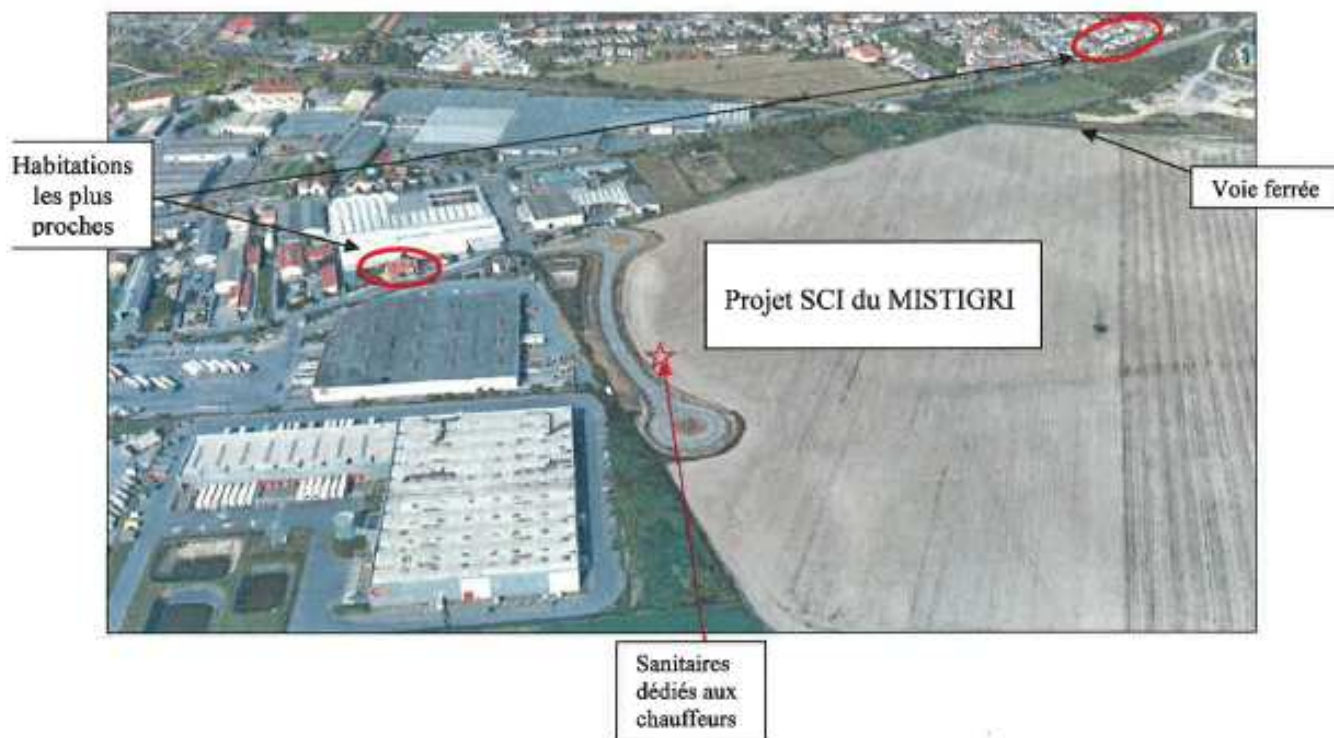 Habitations
les plus
proches
Voie ferrée
Projet SCI du MISTIGRI
Sanitaires
dédiés aux
chauffeurs